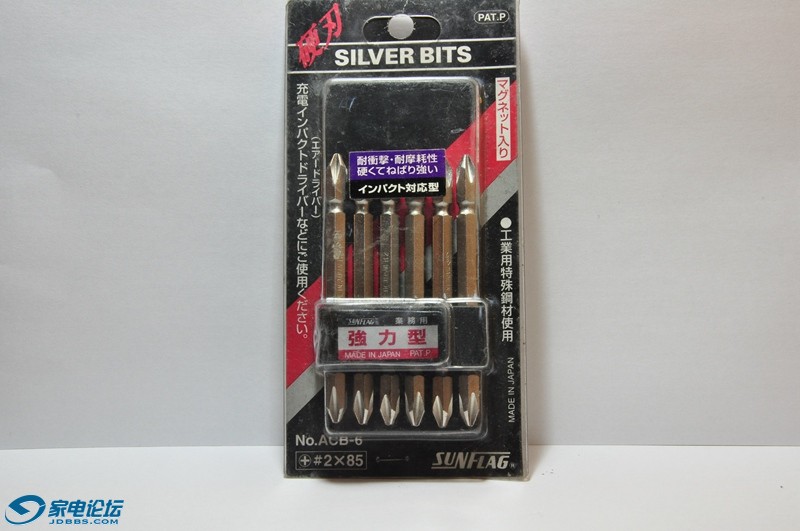 硬刃
PAT.P
SILVER BITS
マグネット入り
充電インパクトドライバーなどにご使用ください。
(エアードライバー)
耐衝撃・耐摩耗性
硬くてねばり強い
インパクト対応型
●工業用特殊鋼材使用
SUNFLAG 業務用
強力型
MADE IN JAPAN PAT.P
MADE IN JAPAN
No.ACB-6
#2×85
SUNFLAG®
家电论坛
JDBBS.COM